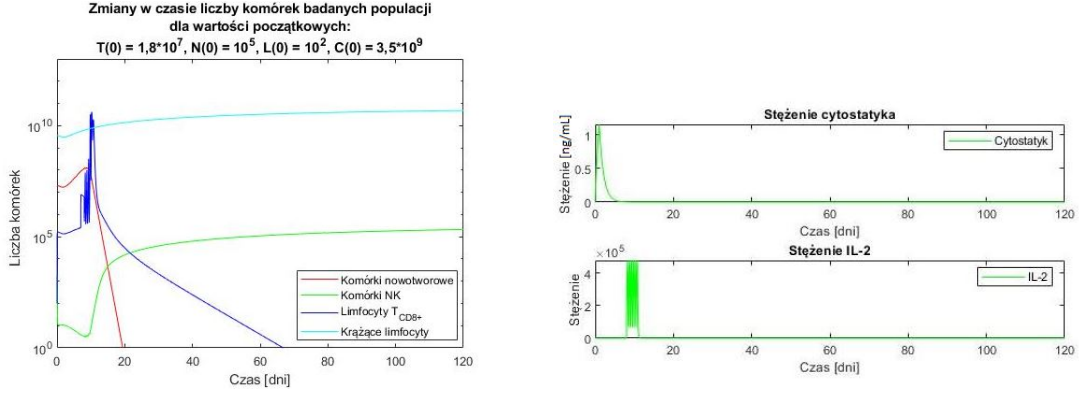 Zmiany w czasie liczby komórek badanych populacji
dla wartości początkowych:
T(0) = 1,8*10^7, N(0) = 10^5, L(0) = 10^2, C(0) = 3,5*10^9
Liczba komórek
10^10
10^5
10^0
0 20 40 60 80 100 120
Czas [dni]
Komórki nowotworowe
Komórki NK
Limfocyty T_CD8+
Krążące limfocyty
Stężenie cytostatyka
Stężenie [ng/mL]
1
0.5
0
0 20 40 60 80 100 120
Czas [dni]
Cytostatyk
Stężenie IL-2
×10^5
Stężenie
4
2
0
0 20 40 60 80 100 120
Czas [dni]
IL-2